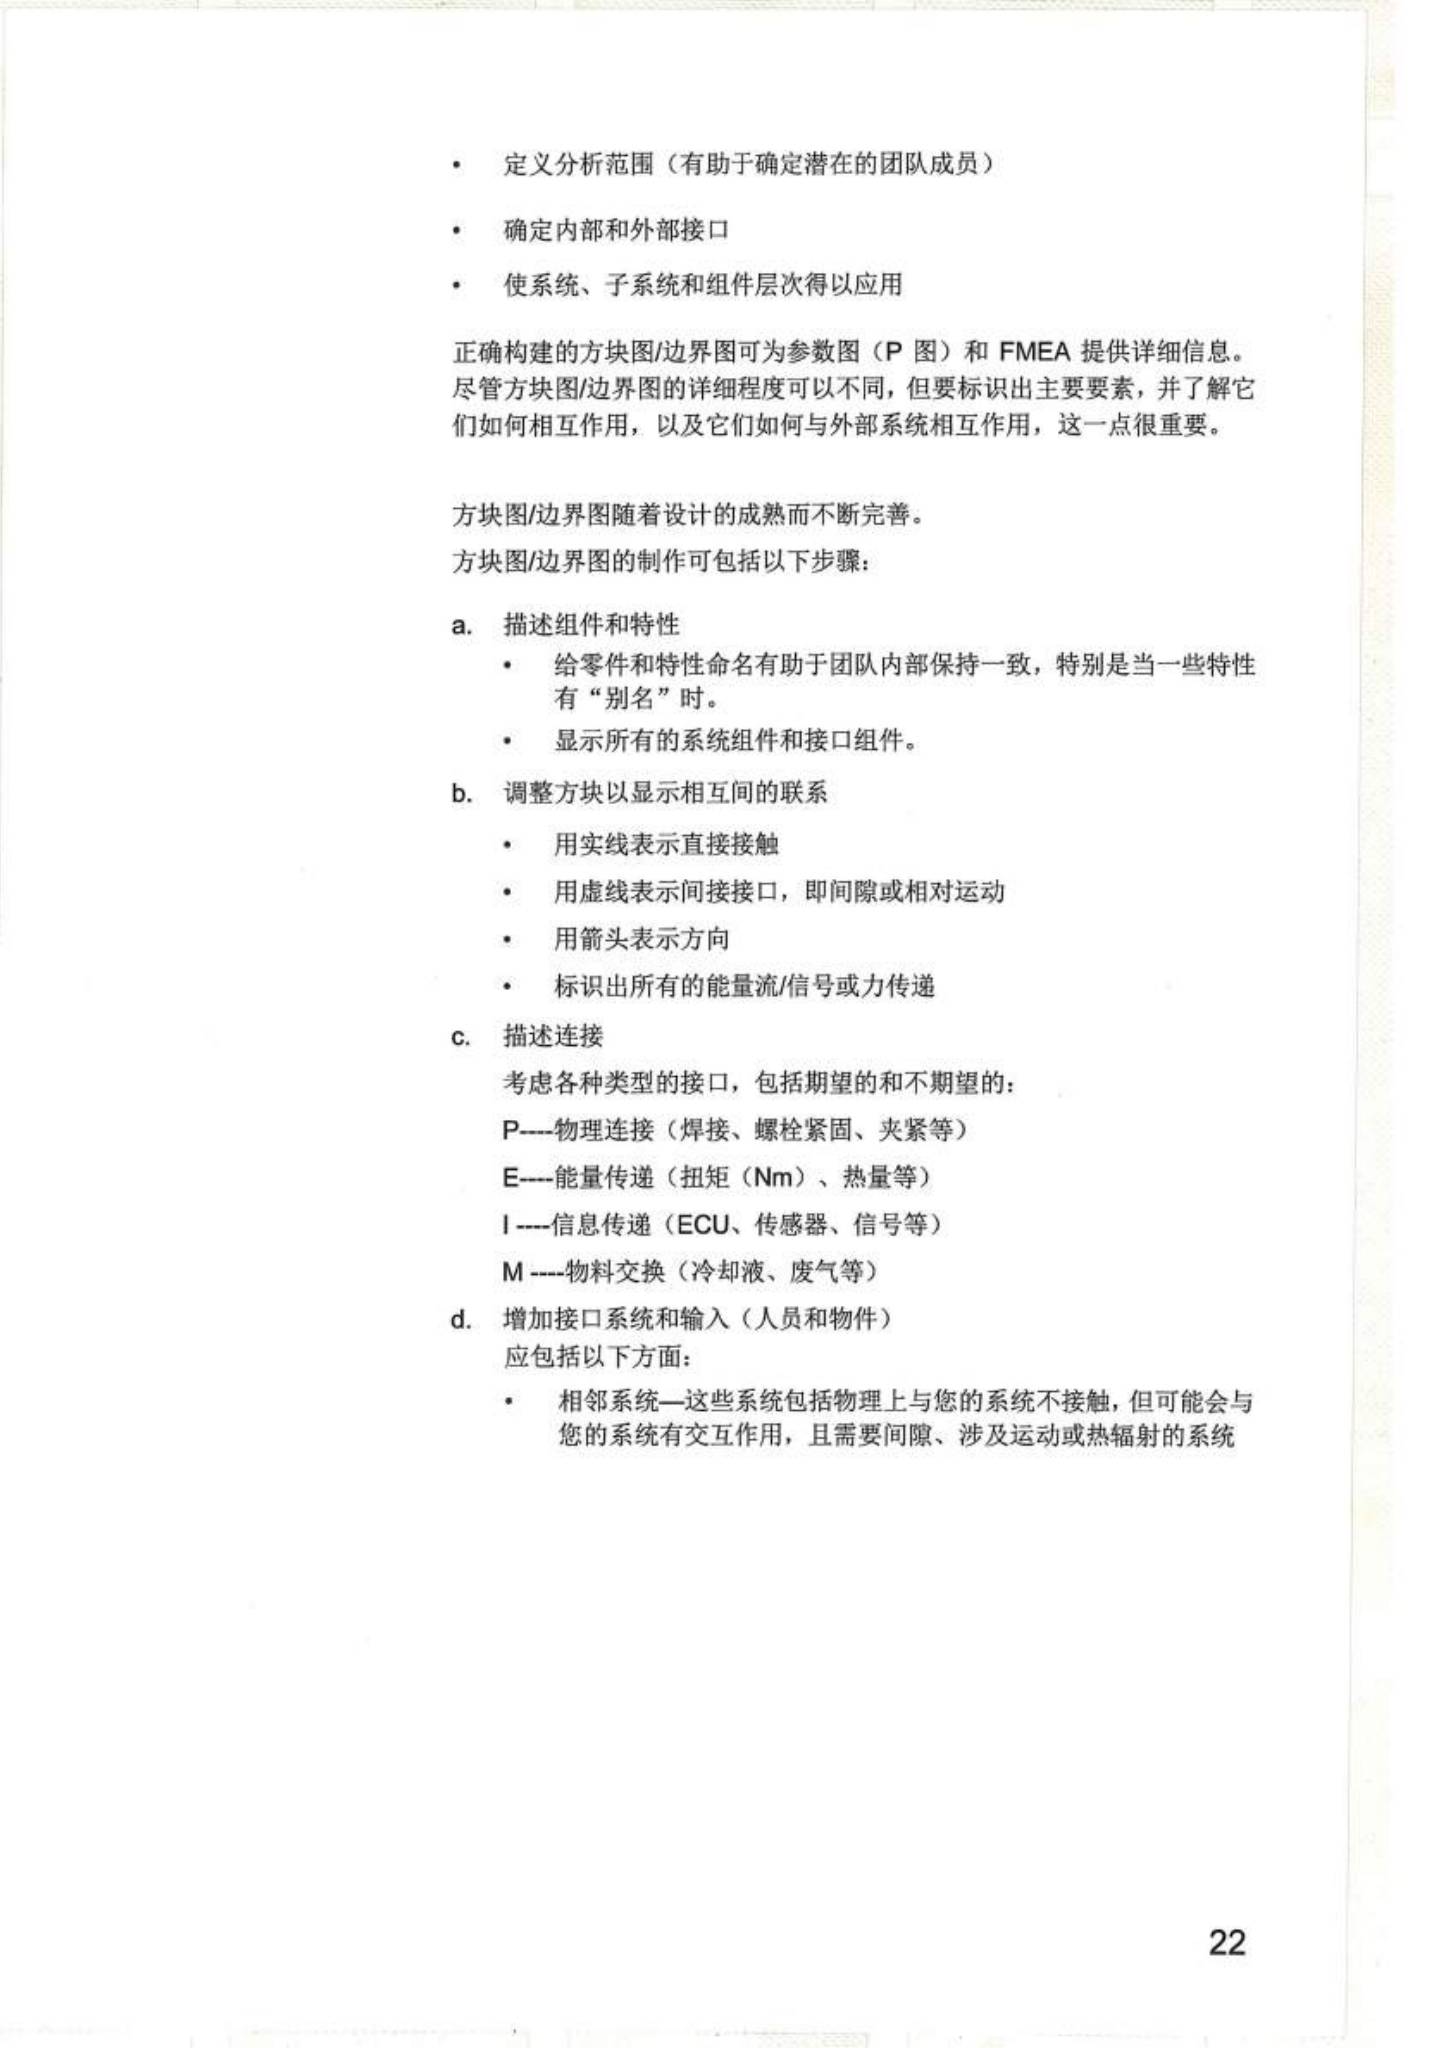 • 定义分析范围（有助于确定潜在的团队成员）
• 确定内部和外部接口
• 使系统、子系统和组件层次得以应用
正确构建的方块图/边界图可为参数图（P 图）和 FMEA 提供详细信息。
尽管方块图/边界图的详细程度可以不同，但要标识出主要要素，并了解它
们如何相互作用，以及它们如何与外部系统相互作用，这一点很重要。
方块图/边界图随着设计的成熟而不断完善。
方块图/边界图的制作可包括以下步骤：
a. 描述组件和特性
• 给零件和特性命名有助于团队内部保持一致，特别是当一些特性
有“别名”时。
• 显示所有的系统组件和接口组件。
b. 调整方块以显示相互间的联系
• 用实线表示直接接触
• 用虚线表示间接接口，即间隙或相对运动
• 用箭头表示方向
• 标识出所有的能量流/信号或力传递
c. 描述连接
考虑各种类型的接口，包括期望的和不期望的：
P----物理连接（焊接、螺栓紧固、夹紧等）
E----能量传递（扭矩（Nm）、热量等）
I ----信息传递（ECU、传感器、信号等）
M ----物料交换（冷却液、废气等）
d. 增加接口系统和输入（人员和物件）
应包括以下方面：
• 相邻系统—这些系统包括物理上与您的系统不接触，但可能会与
您的系统有交互作用，且需要间隙、涉及运动或热辐射的系统
22